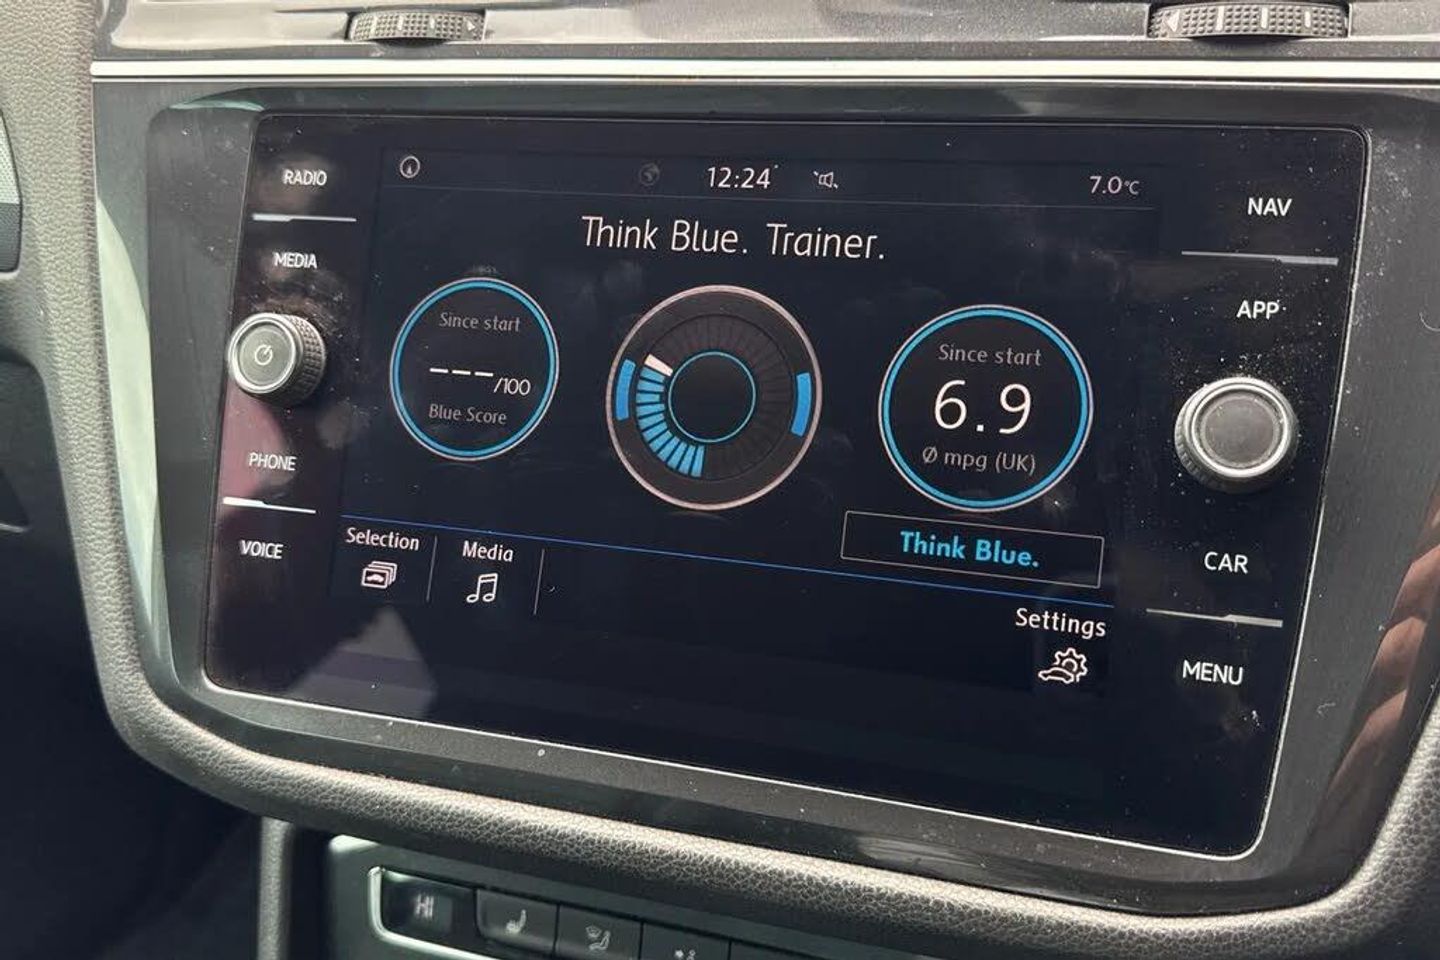 RADIO
12:24
7.0°C
NAV
Think Blue. Trainer.
MEDIA
APP
Since start
---/100
Blue Score
Since start
6.9
Ø mpg (UK)
PHONE
VOICE
Selection
Media
Think Blue.
CAR
Settings
MENU